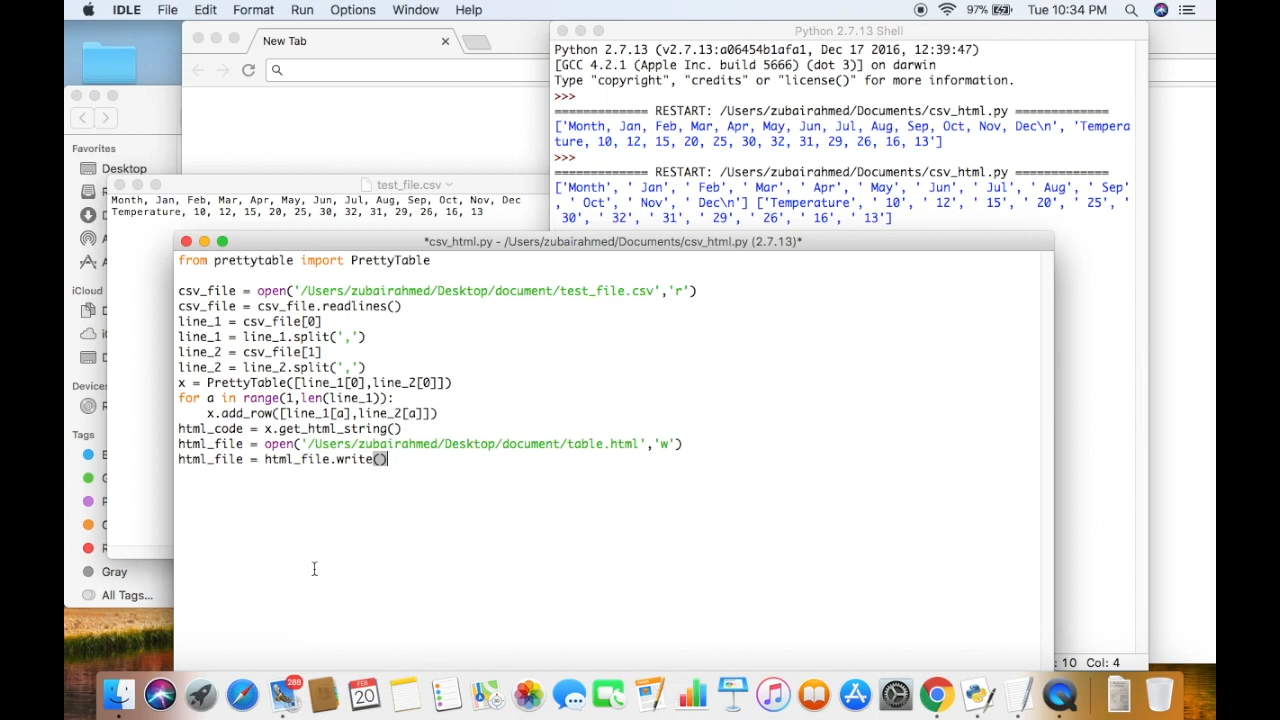 IDLE File Edit Format Run Options Window Help
97% Tue 10:34 PM
New Tab
Python 2.7.13 Shell
Python 2.7.13 (v2.7.13:a06454b1afa1, Dec 17 2016, 12:39:47)
[GCC 4.2.1 (Apple Inc. build 5666) (dot 3)] on darwin
Type "copyright", "credits" or "license()" for more information.
>>>
============= RESTART: /Users/zubairahmed/Documents/csv_html.py =============
['Month, Jan, Feb, Mar, Apr, May, Jun, Jul, Aug, Sep, Oct, Nov, Dec\n', 'Tempera
ture, 10, 12, 15, 20, 25, 30, 32, 31, 29, 26, 16, 13']
>>>
============= RESTART: /Users/zubairahmed/Documents/csv_html.py =============
['Month', ' Jan', ' Feb', ' Mar', ' Apr', ' May', ' Jun', ' Jul', ' Aug', ' Sep'
, ' Oct', ' Nov', ' Dec\n'] ['Temperature', ' 10', ' 12', ' 15', ' 20', ' 25', '
30', ' 32', ' 31', ' 29', ' 26', ' 16', ' 13']
Favorites
Desktop
iCloud
Devices
Tags
Gray
All Tags...
test_file.csv
Month, Jan, Feb, Mar, Apr, May, Jun, Jul, Aug, Sep, Oct, Nov, Dec
Temperature, 10, 12, 15, 20, 25, 30, 32, 31, 29, 26, 16, 13
*csv_html.py - /Users/zubairahmed/Documents/csv_html.py (2.7.13)*
from prettytable import PrettyTable
csv_file = open('/Users/zubairahmed/Desktop/document/test_file.csv','r')
csv_file = csv_file.readlines()
line_1 = csv_file[0]
line_1 = line_1.split(',')
line_2 = csv_file[1]
line_2 = line_2.split(',')
x = PrettyTable([line_1[0],line_2[0]])
for a in range(1,len(line_1)):
    x.add_row([line_1[a],line_2[a]])
html_code = x.get_html_string()
html_file = open('/Users/zubairahmed/Desktop/document/table.html','w')
html_file = html_file.write()
: 10 Col: 4
288
FEB
20